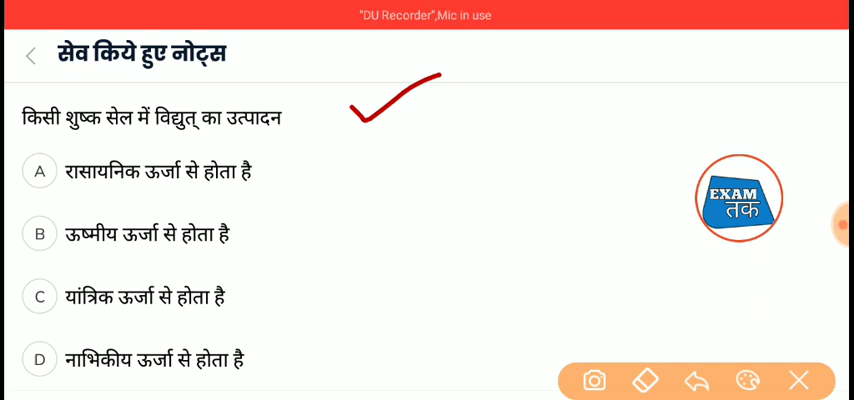 "DU Recorder",Mic in use
सेव किये हुए नोट्स
किसी शुष्क सेल में विद्युत् का उत्पादन
A रासायनिक ऊर्जा से होता है
EXAM
तक
B ऊष्मीय ऊर्जा से होता है
C यांत्रिक ऊर्जा से होता है
D नाभिकीय ऊर्जा से होता है